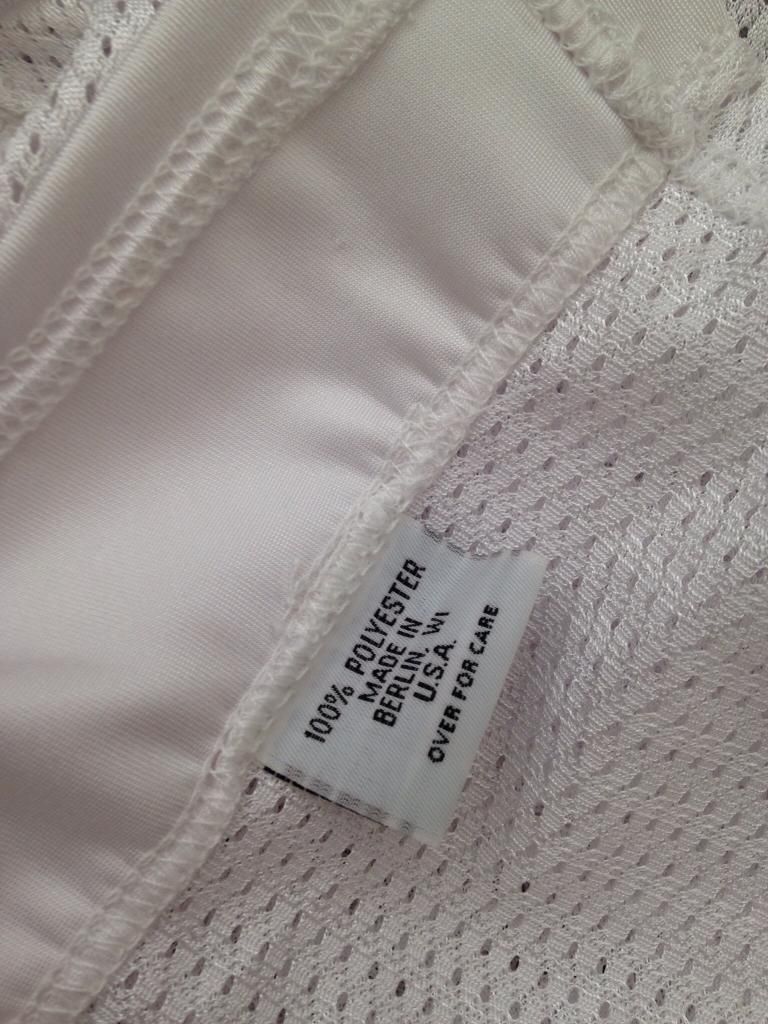 100% POLYESTER
MADE IN
BERLIN, WI
U.S.A.
OVER FOR CARE